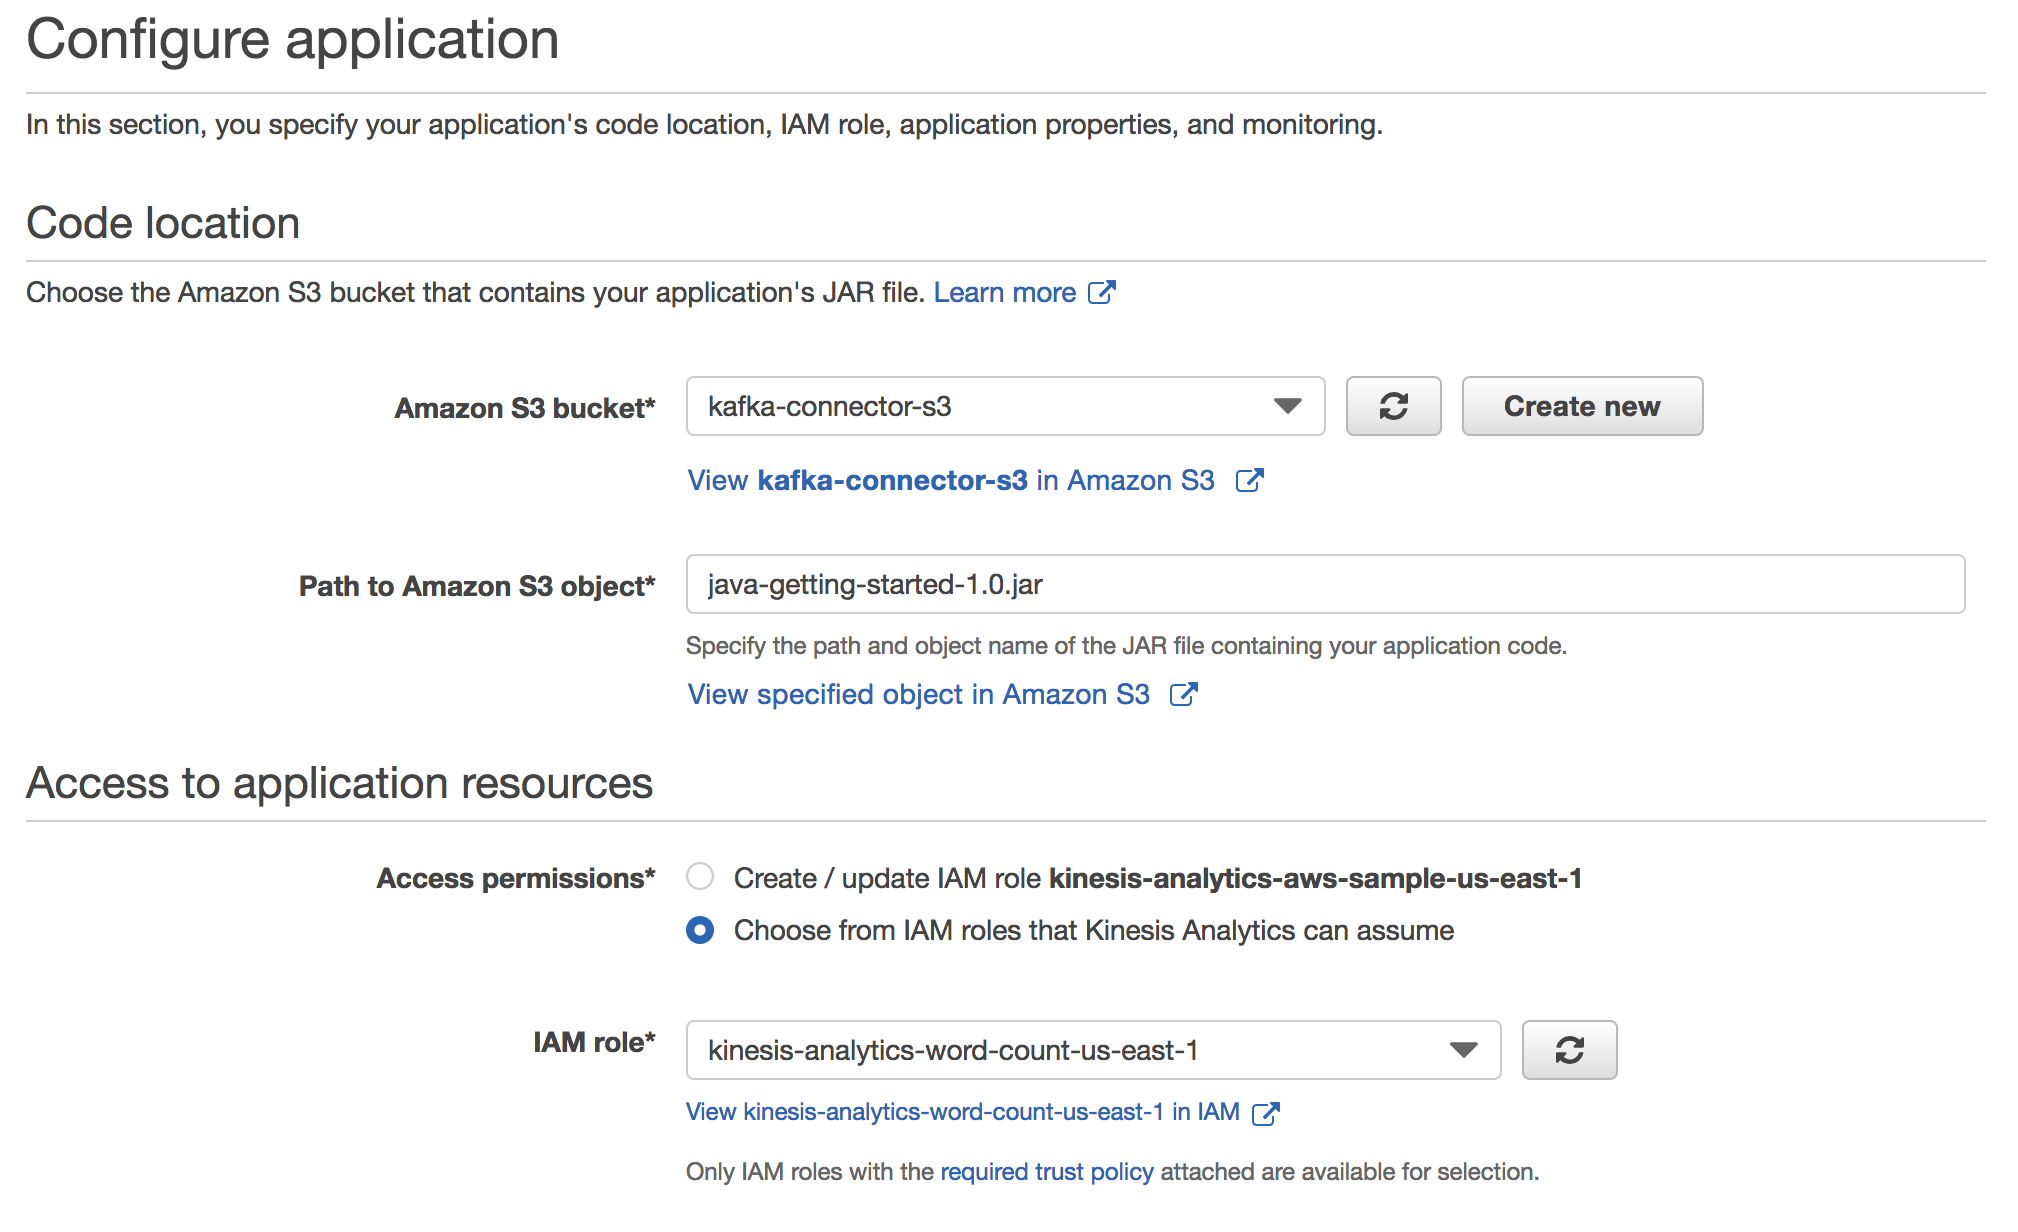 Configure application
In this section, you specify your application's code location, IAM role, application properties, and monitoring.
Code location
Choose the Amazon S3 bucket that contains your application's JAR file. Learn more
Amazon S3 bucket* kafka-connector-s3 Create new
View kafka-connector-s3 in Amazon S3
Path to Amazon S3 object* java-getting-started-1.0.jar
Specify the path and object name of the JAR file containing your application code.
View specified object in Amazon S3
Access to application resources
Access permissions* Create / update IAM role kinesis-analytics-aws-sample-us-east-1
Choose from IAM roles that Kinesis Analytics can assume
IAM role* kinesis-analytics-word-count-us-east-1
View kinesis-analytics-word-count-us-east-1 in IAM
Only IAM roles with the required trust policy attached are available for selection.